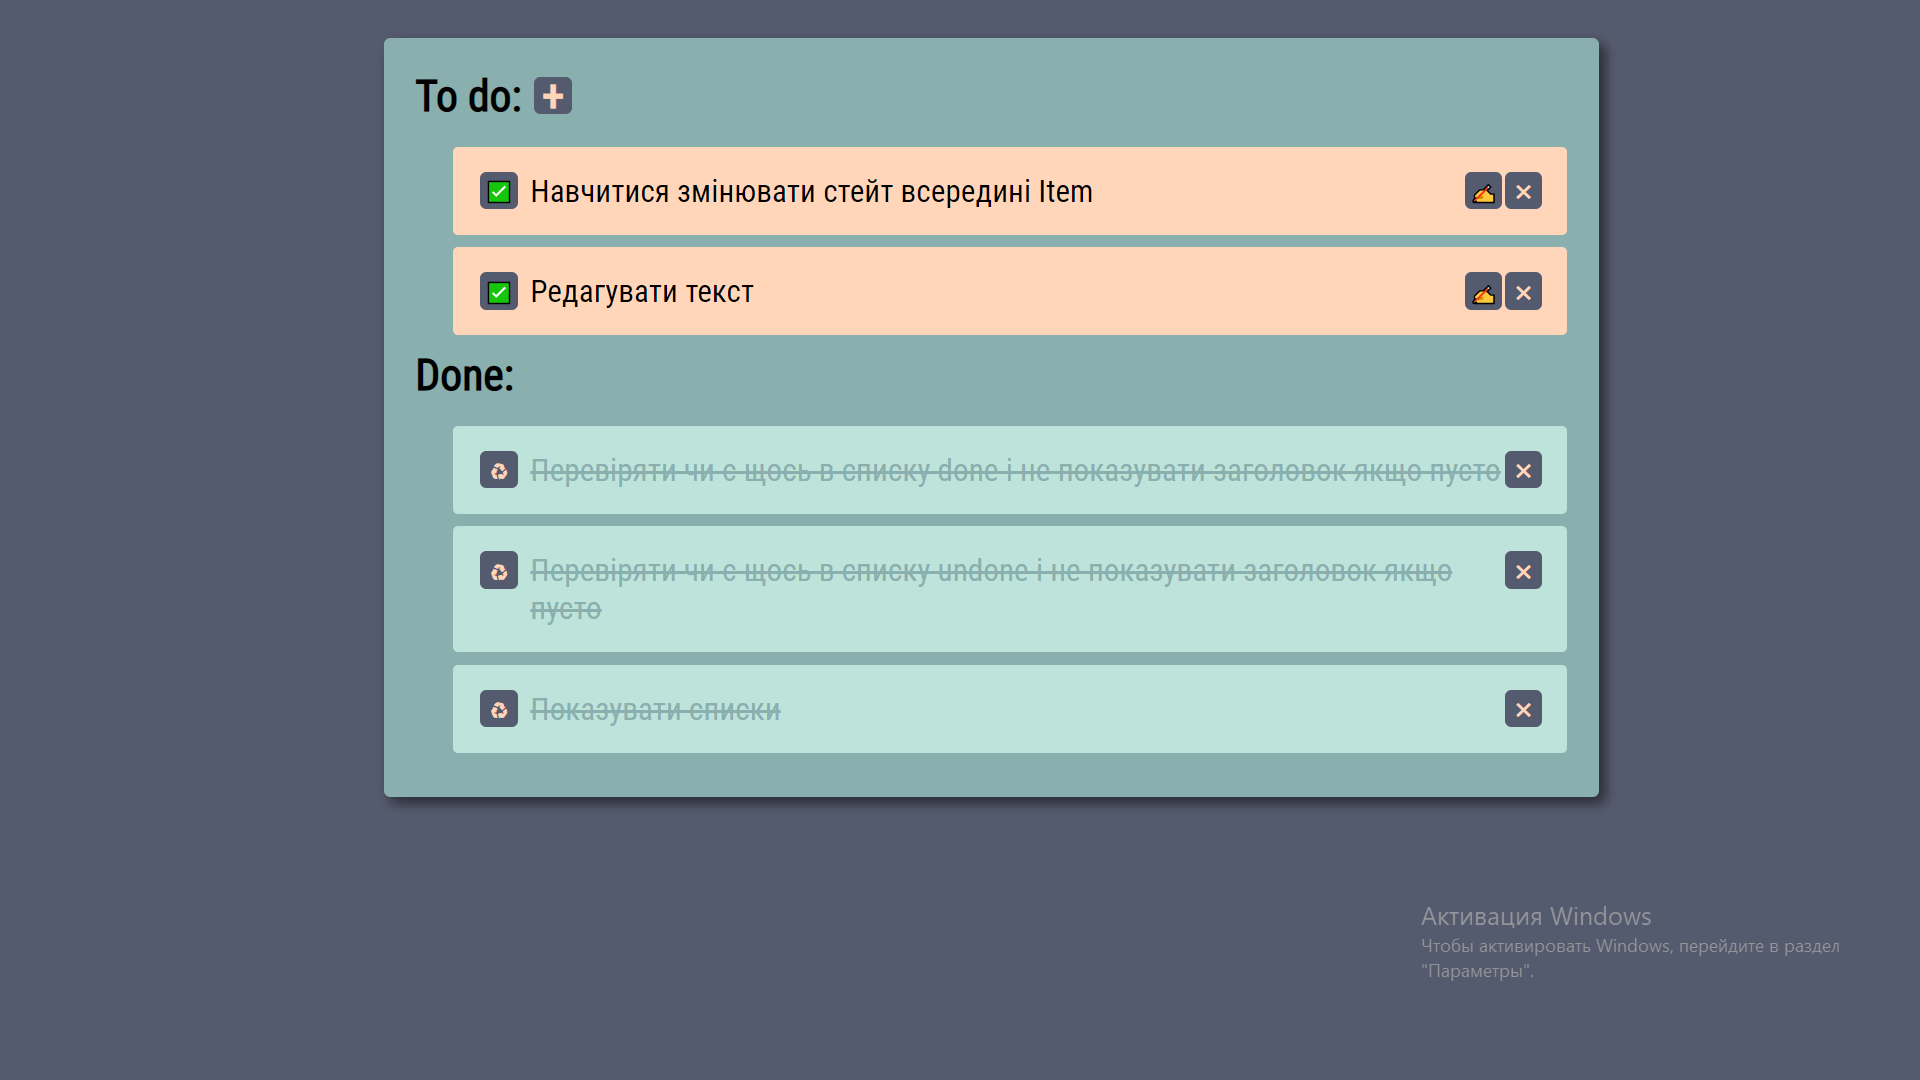 To do:
Навчитися змінювати стейт всередині Item
Редагувати текст
Done:
Перевіряти чи є щось в списку done і не показувати заголовок якщо пусто
Перевіряти чи є щось в списку undone і не показувати заголовок якщо
пусто
Показувати списки
Активация Windows
Чтобы активировать Windows, перейдите в раздел
"Параметры".